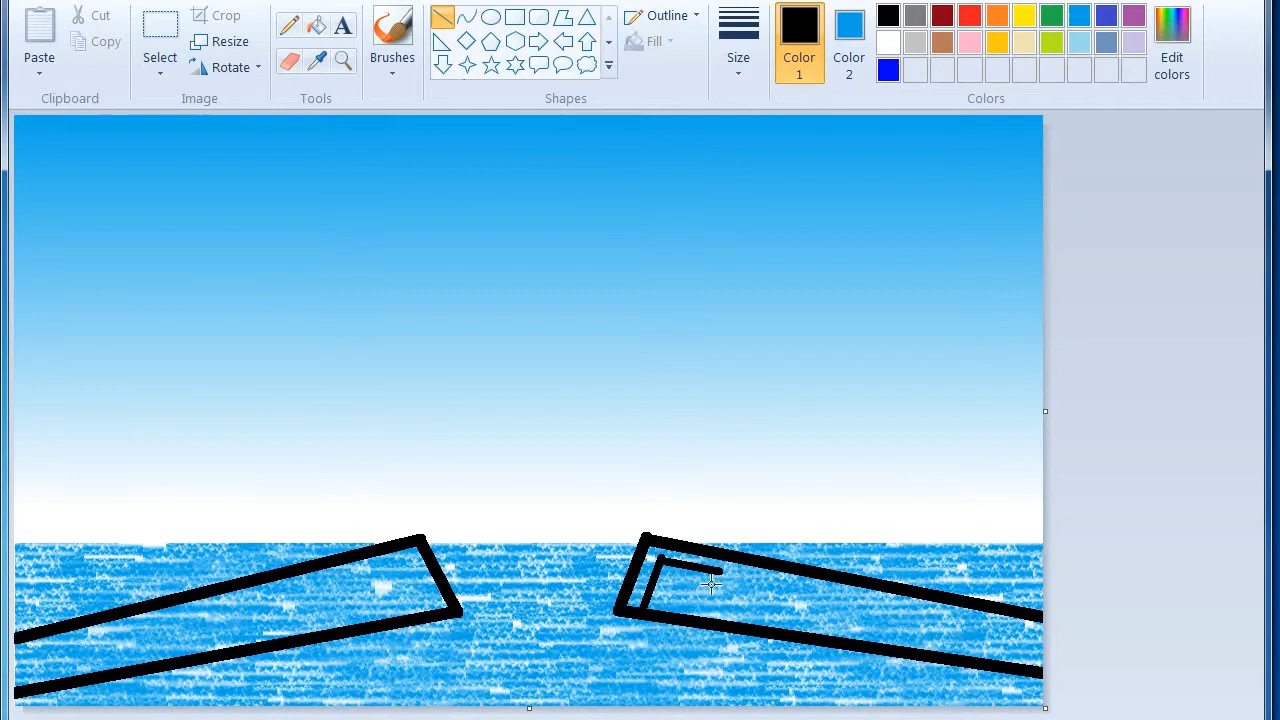 Paste
Cut
Copy
Clipboard
Select
Crop
Resize
Rotate
Image
A
Tools
Brushes
Outline
Fill
Shapes
Size
Color
1
Color
2
Edit
colors
Colors